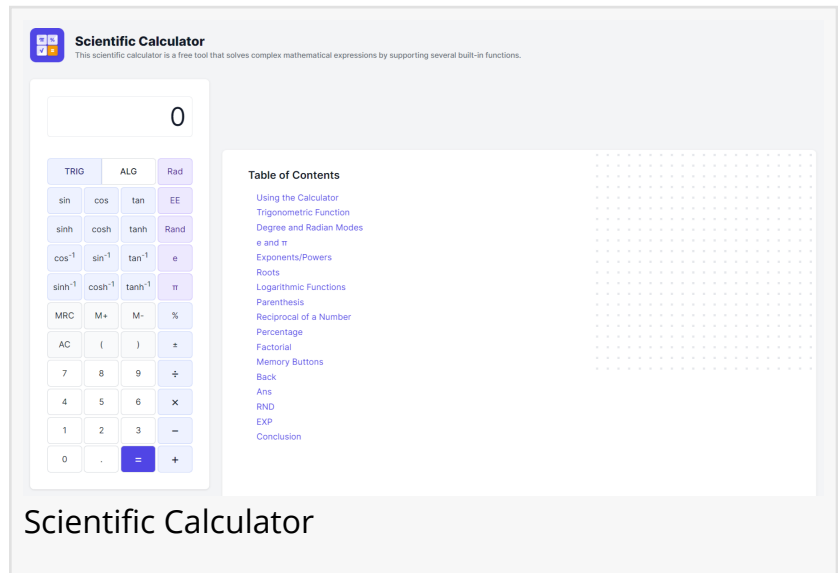 Scientific Calculator
This scientific calculator is a free tool that solves complex mathematical expressions by supporting several built-in functions.
0
TRIG ALG Rad
sin cos tan EE
sinh cosh tanh Rand
cos⁻¹ sin⁻¹ tan⁻¹ e
sinh⁻¹ cosh⁻¹ tanh⁻¹ π
MRC M+ M- %
AC ( ) ±
7 8 9 ÷
4 5 6 ×
1 2 3 −
0 . = +
Table of Contents
Using the Calculator
Trigonometric Function
Degree and Radian Modes
e and π
Exponents/Powers
Roots
Logarithmic Functions
Parenthesis
Reciprocal of a Number
Percentage
Factorial
Memory Buttons
Back
Ans
RND
EXP
Conclusion
Scientific Calculator